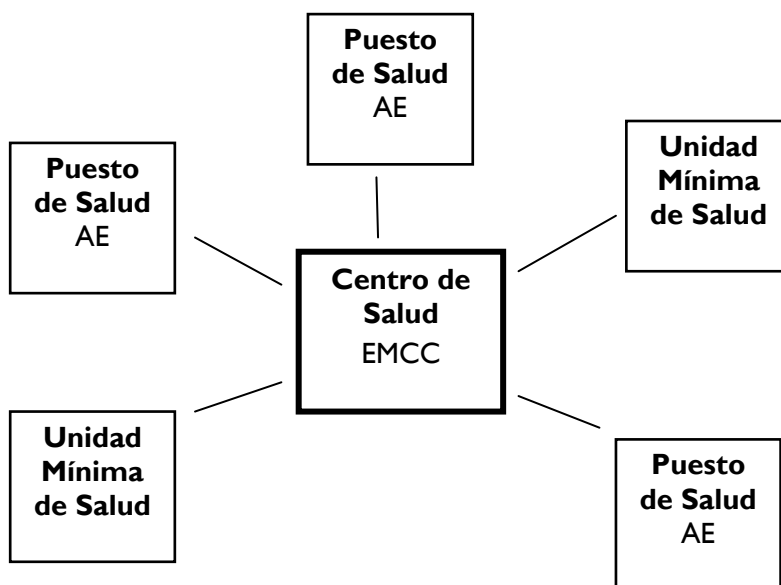 Puesto
de Salud
AE
Unidad
Mínima
de Salud
Puesto
de Salud
AE
Centro de
Salud
EMCC
Unidad
Mínima
de Salud
Puesto
de Salud
AE